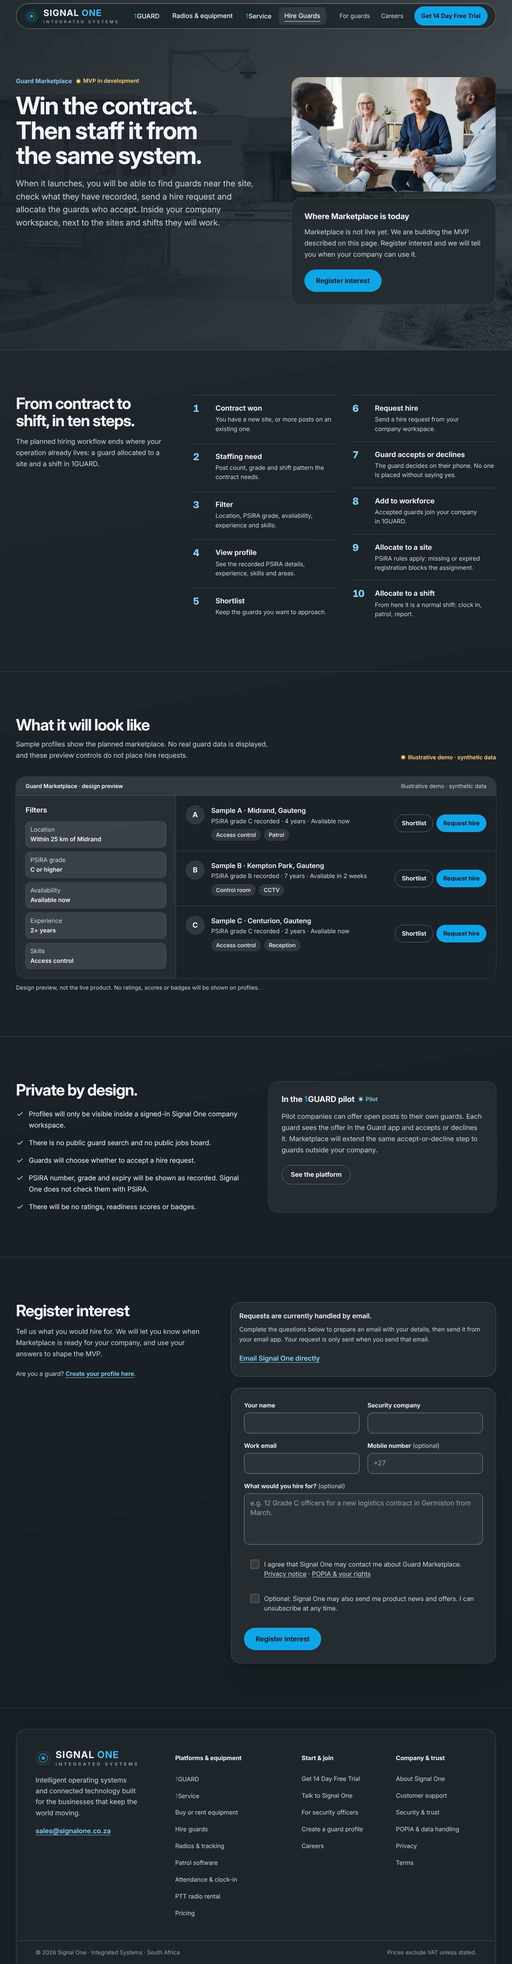 SIGNAL ONE
INTEGRATED SYSTEMS
1GUARD
Radios & equipment
1Service
Hire Guards
For guards
Careers
Get 14 Day Free Trial
Guard Marketplace
MVP in development
Win the contract.
Then staff it from
the same system.
When it launches, you will be able to find guards near the site,
check what they have recorded, send a hire request and
allocate the guards who accept. Inside your company
workspace, next to the sites and shifts they will work.
Where Marketplace is today
Marketplace is not live yet. We are building the MVP
described on this page. Register interest and we will tell
you when your company can use it.
Register interest
From contract to
shift, in ten steps.
The planned hiring workflow ends where your
operation already lives: a guard allocated to a
site and a shift in 1GUARD.
1 Contract won
You have a new site, or more posts on an
existing one.
2 Staffing need
Post count, grade and shift pattern the
contract needs.
3 Filter
Location, PSiRA grade, availability,
experience and skills.
4 View profile
See the recorded PSiRA details,
experience, skills and areas.
5 Shortlist
Keep the guards you want to approach.
6 Request hire
Send a hire request from your
company workspace.
7 Guard accepts or declines
The guard decides on their phone. No one
is placed without saying yes.
8 Add to workforce
Accepted guards join your company
in 1GUARD.
9 Allocate to a site
PSiRA rules apply: missing or expired
registration blocks the assignment.
10 Allocate to a shift
From here it is a normal shift: clock in,
patrol, report.
What it will look like
Sample profiles show the planned marketplace. No real guard data is displayed,
and these preview controls do not place hire requests.
Illustrative demo · synthetic data
Guard Marketplace · design preview
Illustrative demo · synthetic data
Filters
Location
Within 25 km of Midrand
PSiRA grade
C or higher
Availability
Available now
Experience
2+ years
Skills
Access control
A
Sample A · Midrand, Gauteng
PSiRA grade C recorded · 4 years · Available now
Access control
Patrol
Shortlist
Request hire
B
Sample B · Kempton Park, Gauteng
PSiRA grade B recorded · 7 years · Available in 2 weeks
Control room
CCTV
Shortlist
Request hire
C
Sample C · Centurion, Gauteng
PSiRA grade C recorded · 2 years · Available now
Access control
Reception
Shortlist
Request hire
Design preview, not the live product. No ratings, scores or badges will be shown on profiles.
Private by design.
Profiles will only be visible inside a signed-in Signal One company
workspace.
There is no public guard search and no public jobs board.
Guards will choose whether to accept a hire request.
PSiRA number, grade and expiry will be shown as recorded. Signal
One does not check them with PSiRA.
There will be no ratings, readiness scores or badges.
In the 1GUARD pilot
Pilot
Pilot companies can offer open posts to their own guards. Each
guard sees the offer in the Guard app and accepts or declines
it. Marketplace will extend the same accept-or-decline step to
guards outside your company.
See the platform
Register interest
Tell us what you would hire for. We will let you know when
Marketplace is ready for your company, and use your
answers to shape the MVP.
Are you a guard? Create your profile here.
Requests are currently handled by email.
Complete the questions below to prepare an email with your details, then send it from
your email app. Your request is only sent when you send that email.
Email Signal One directly
Your name
Security company
Work email
Mobile number (optional)
+27
What would you hire for? (optional)
e.g. 12 Grade C officers for a new logistics contract in Germiston from
March.
I agree that Signal One may contact me about Guard Marketplace.
Privacy notice · POPIA & your rights
Optional: Signal One may also send me product news and offers. I can
unsubscribe at any time.
Register interest
SIGNAL ONE
INTEGRATED SYSTEMS
Intelligent operating systems
and connected technology built
for the businesses that keep the
world moving.
sales@signalone.co.za
Platforms & equipment
1GUARD
1Service
Buy or rent equipment
Hire guards
Radios & tracking
Patrol software
Attendance & clock-in
PTT radio rental
Pricing
Start & join
Get 14 Day Free Trial
Talk to Signal One
For security officers
Create a guard profile
Careers
Company & trust
About Signal One
Customer support
Security & trust
POPIA & data handling
Privacy
Terms
© 2026 Signal One · Integrated Systems · South Africa
Prices exclude VAT unless stated.